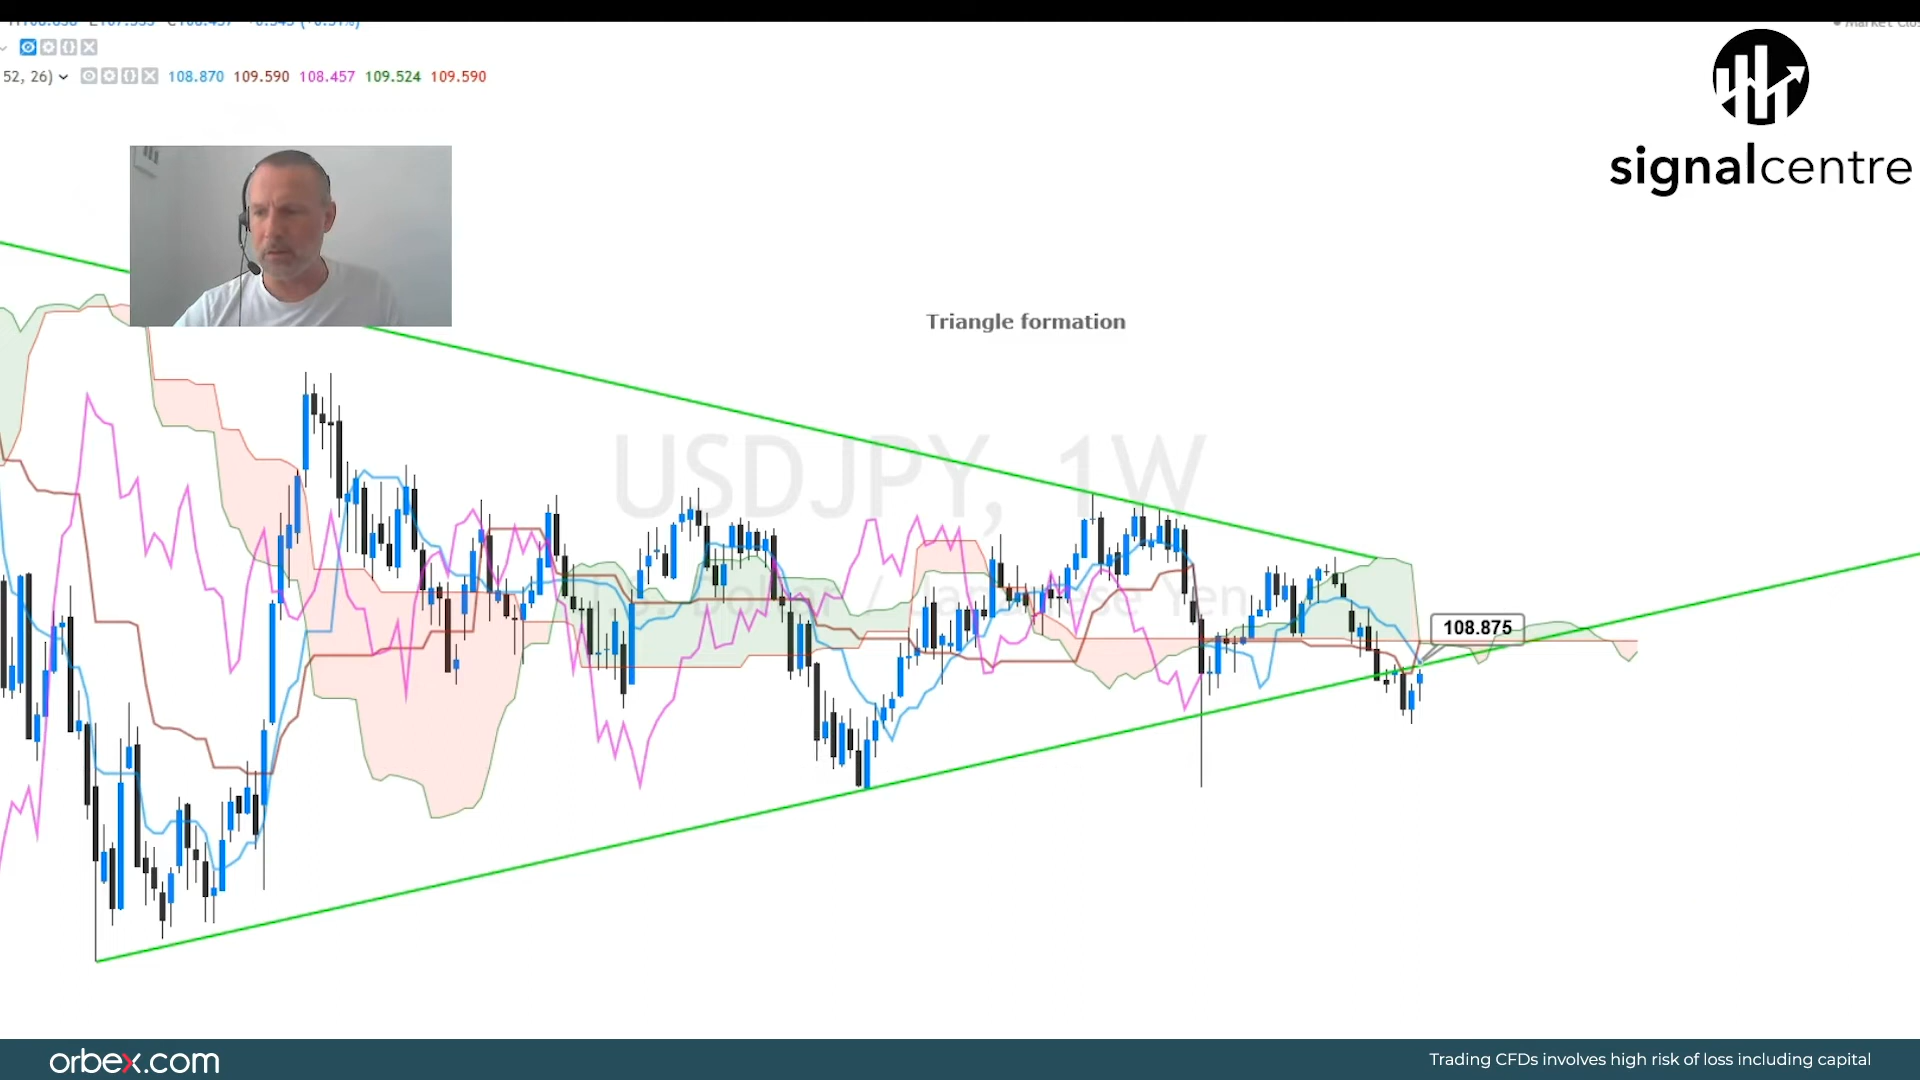 52, 26) 108.870 109.590 108.457 109.524 109.590
signalcentre
Triangle formation
USDJPY, 1W
108.875
orbex.com
Trading CFDs involves high risk of loss including capital